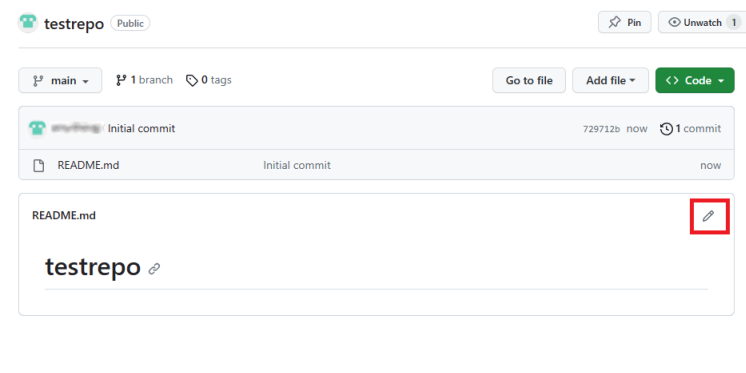 testrepo Public Pin Unwatch 1
main 1 branch 0 tags Go to file Add file <> Code
Initial commit 729712b now 1 commit
README.md Initial commit now
README.md
testrepo